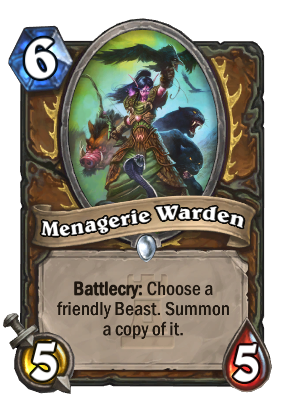 6
Menagerie Warden
Battlecry: Choose a
friendly Beast. Summon
a copy of it.
5
5